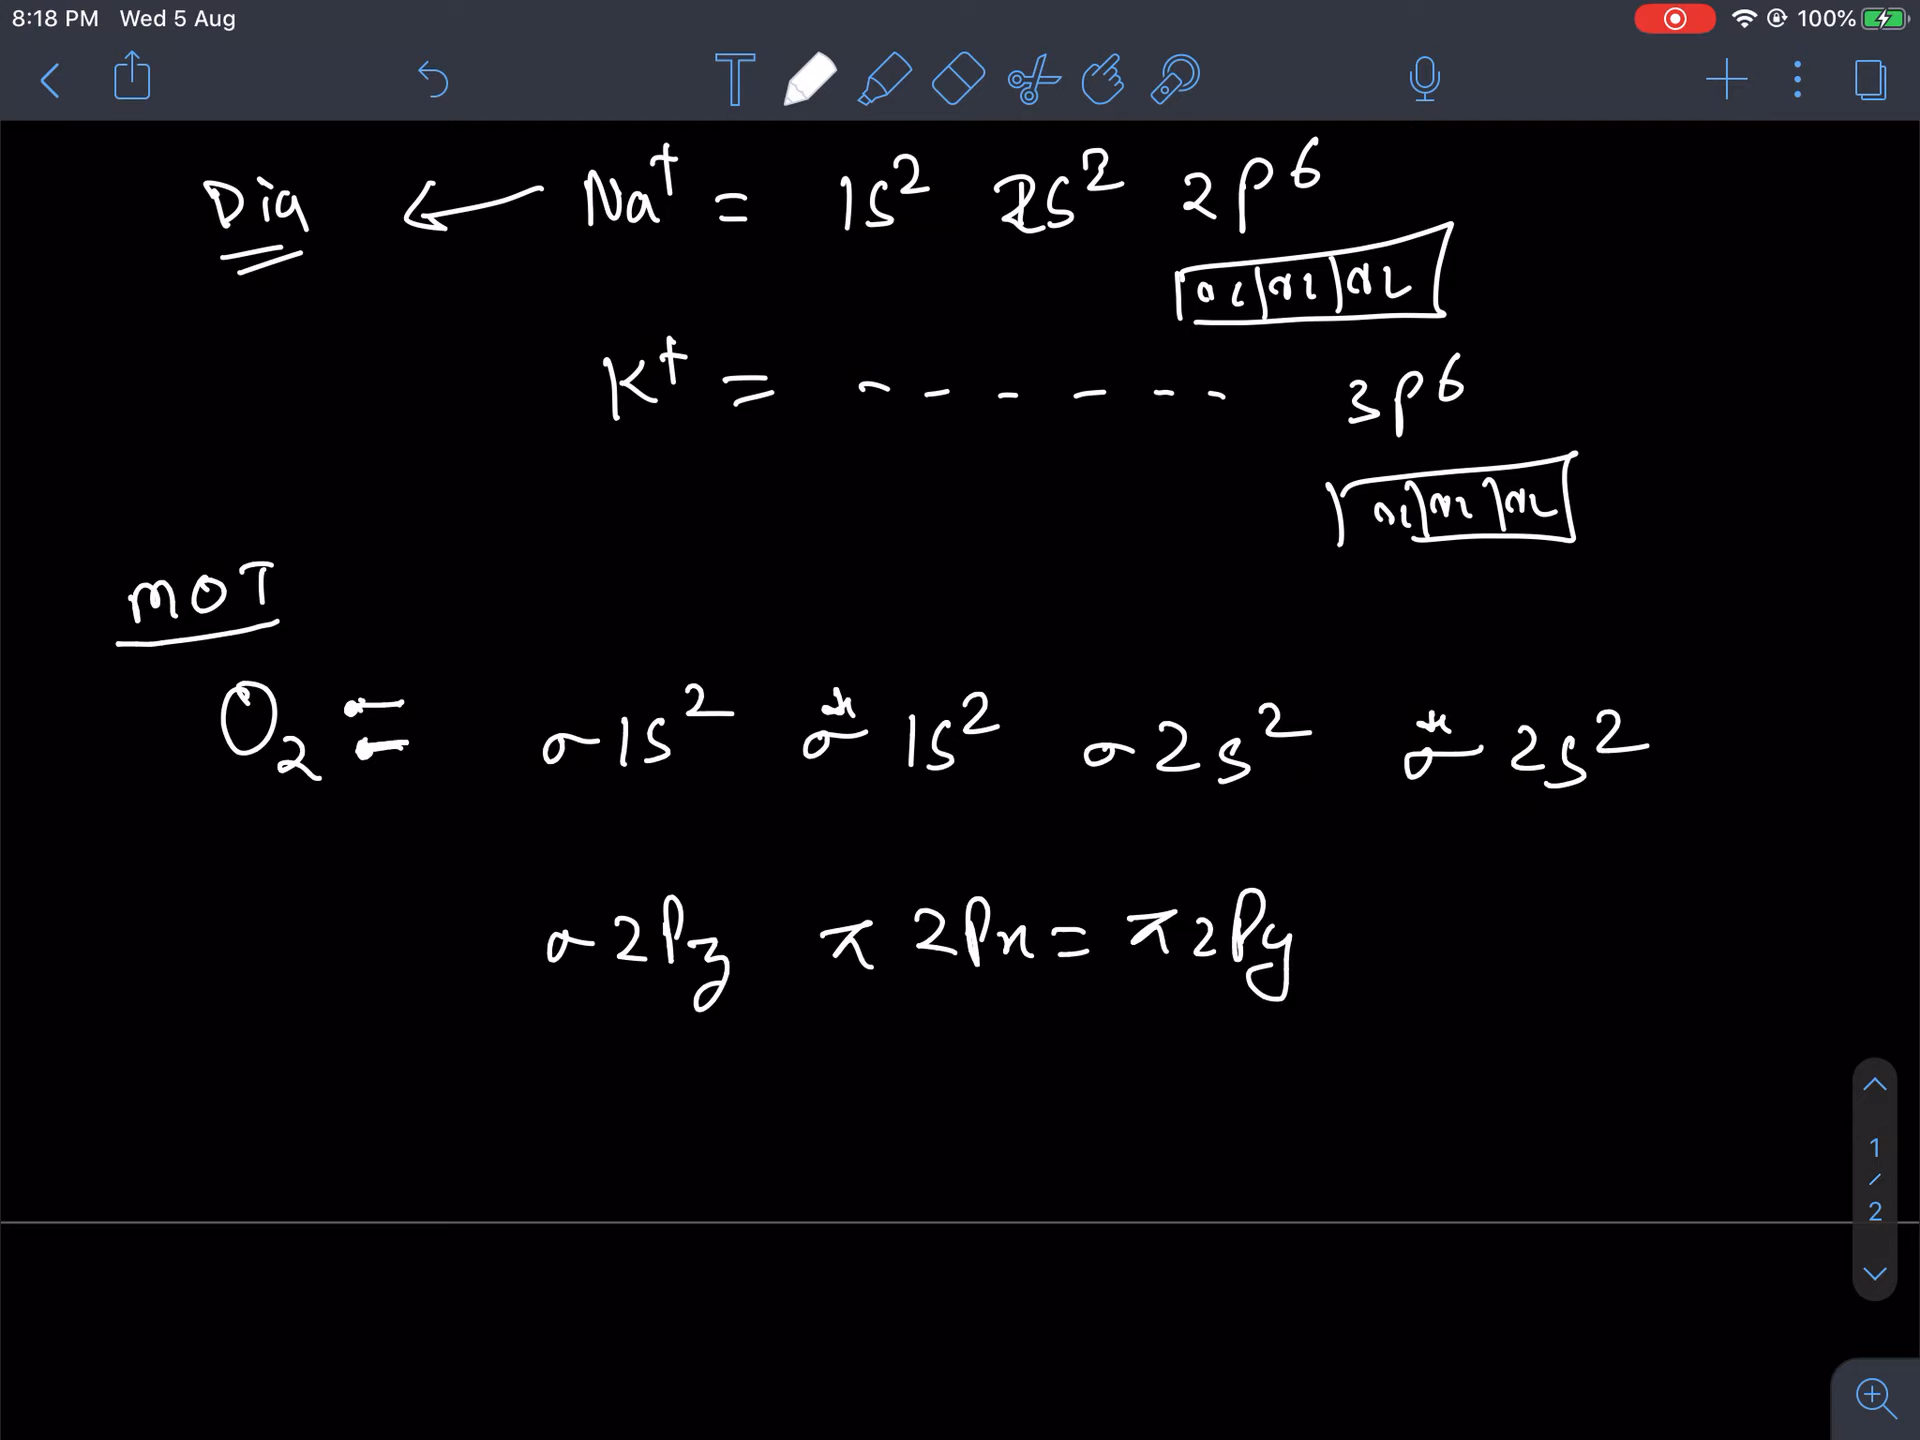 8:18 PM Wed 5 Aug 100%
T
Dia ← Na⁺ = 1s² 2s² 2p⁶
K⁺ = - - - - - - 3p⁶
MOT
O₂ = σ1s² σ*1s² σ2s² σ*2s²
σ2Pz π2Px = π2Py
1
/
2